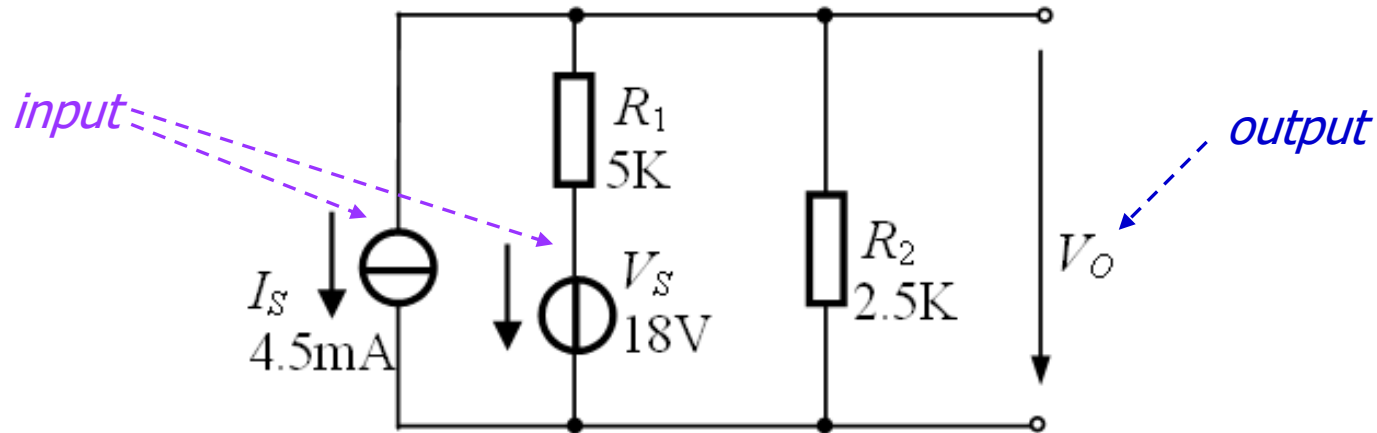 input
R1
5K
output
IS
4.5mA
VS
18V
R2
2.5K
VO